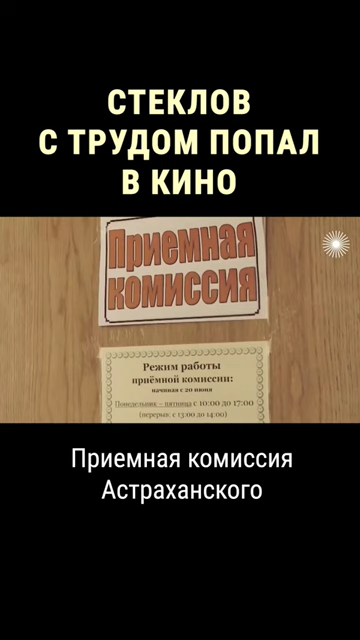 СТЕКЛОВ
С ТРУДОМ ПОПАЛ
В КИНО
Приемная
комиссия
Режим работы
приёмной комиссии:
начиная с 20 июня
Понедельник – пятница с 10:00 до 17:00
(перерыв: с 13:00 до 14:00)
Приемная комиссия
Астраханского